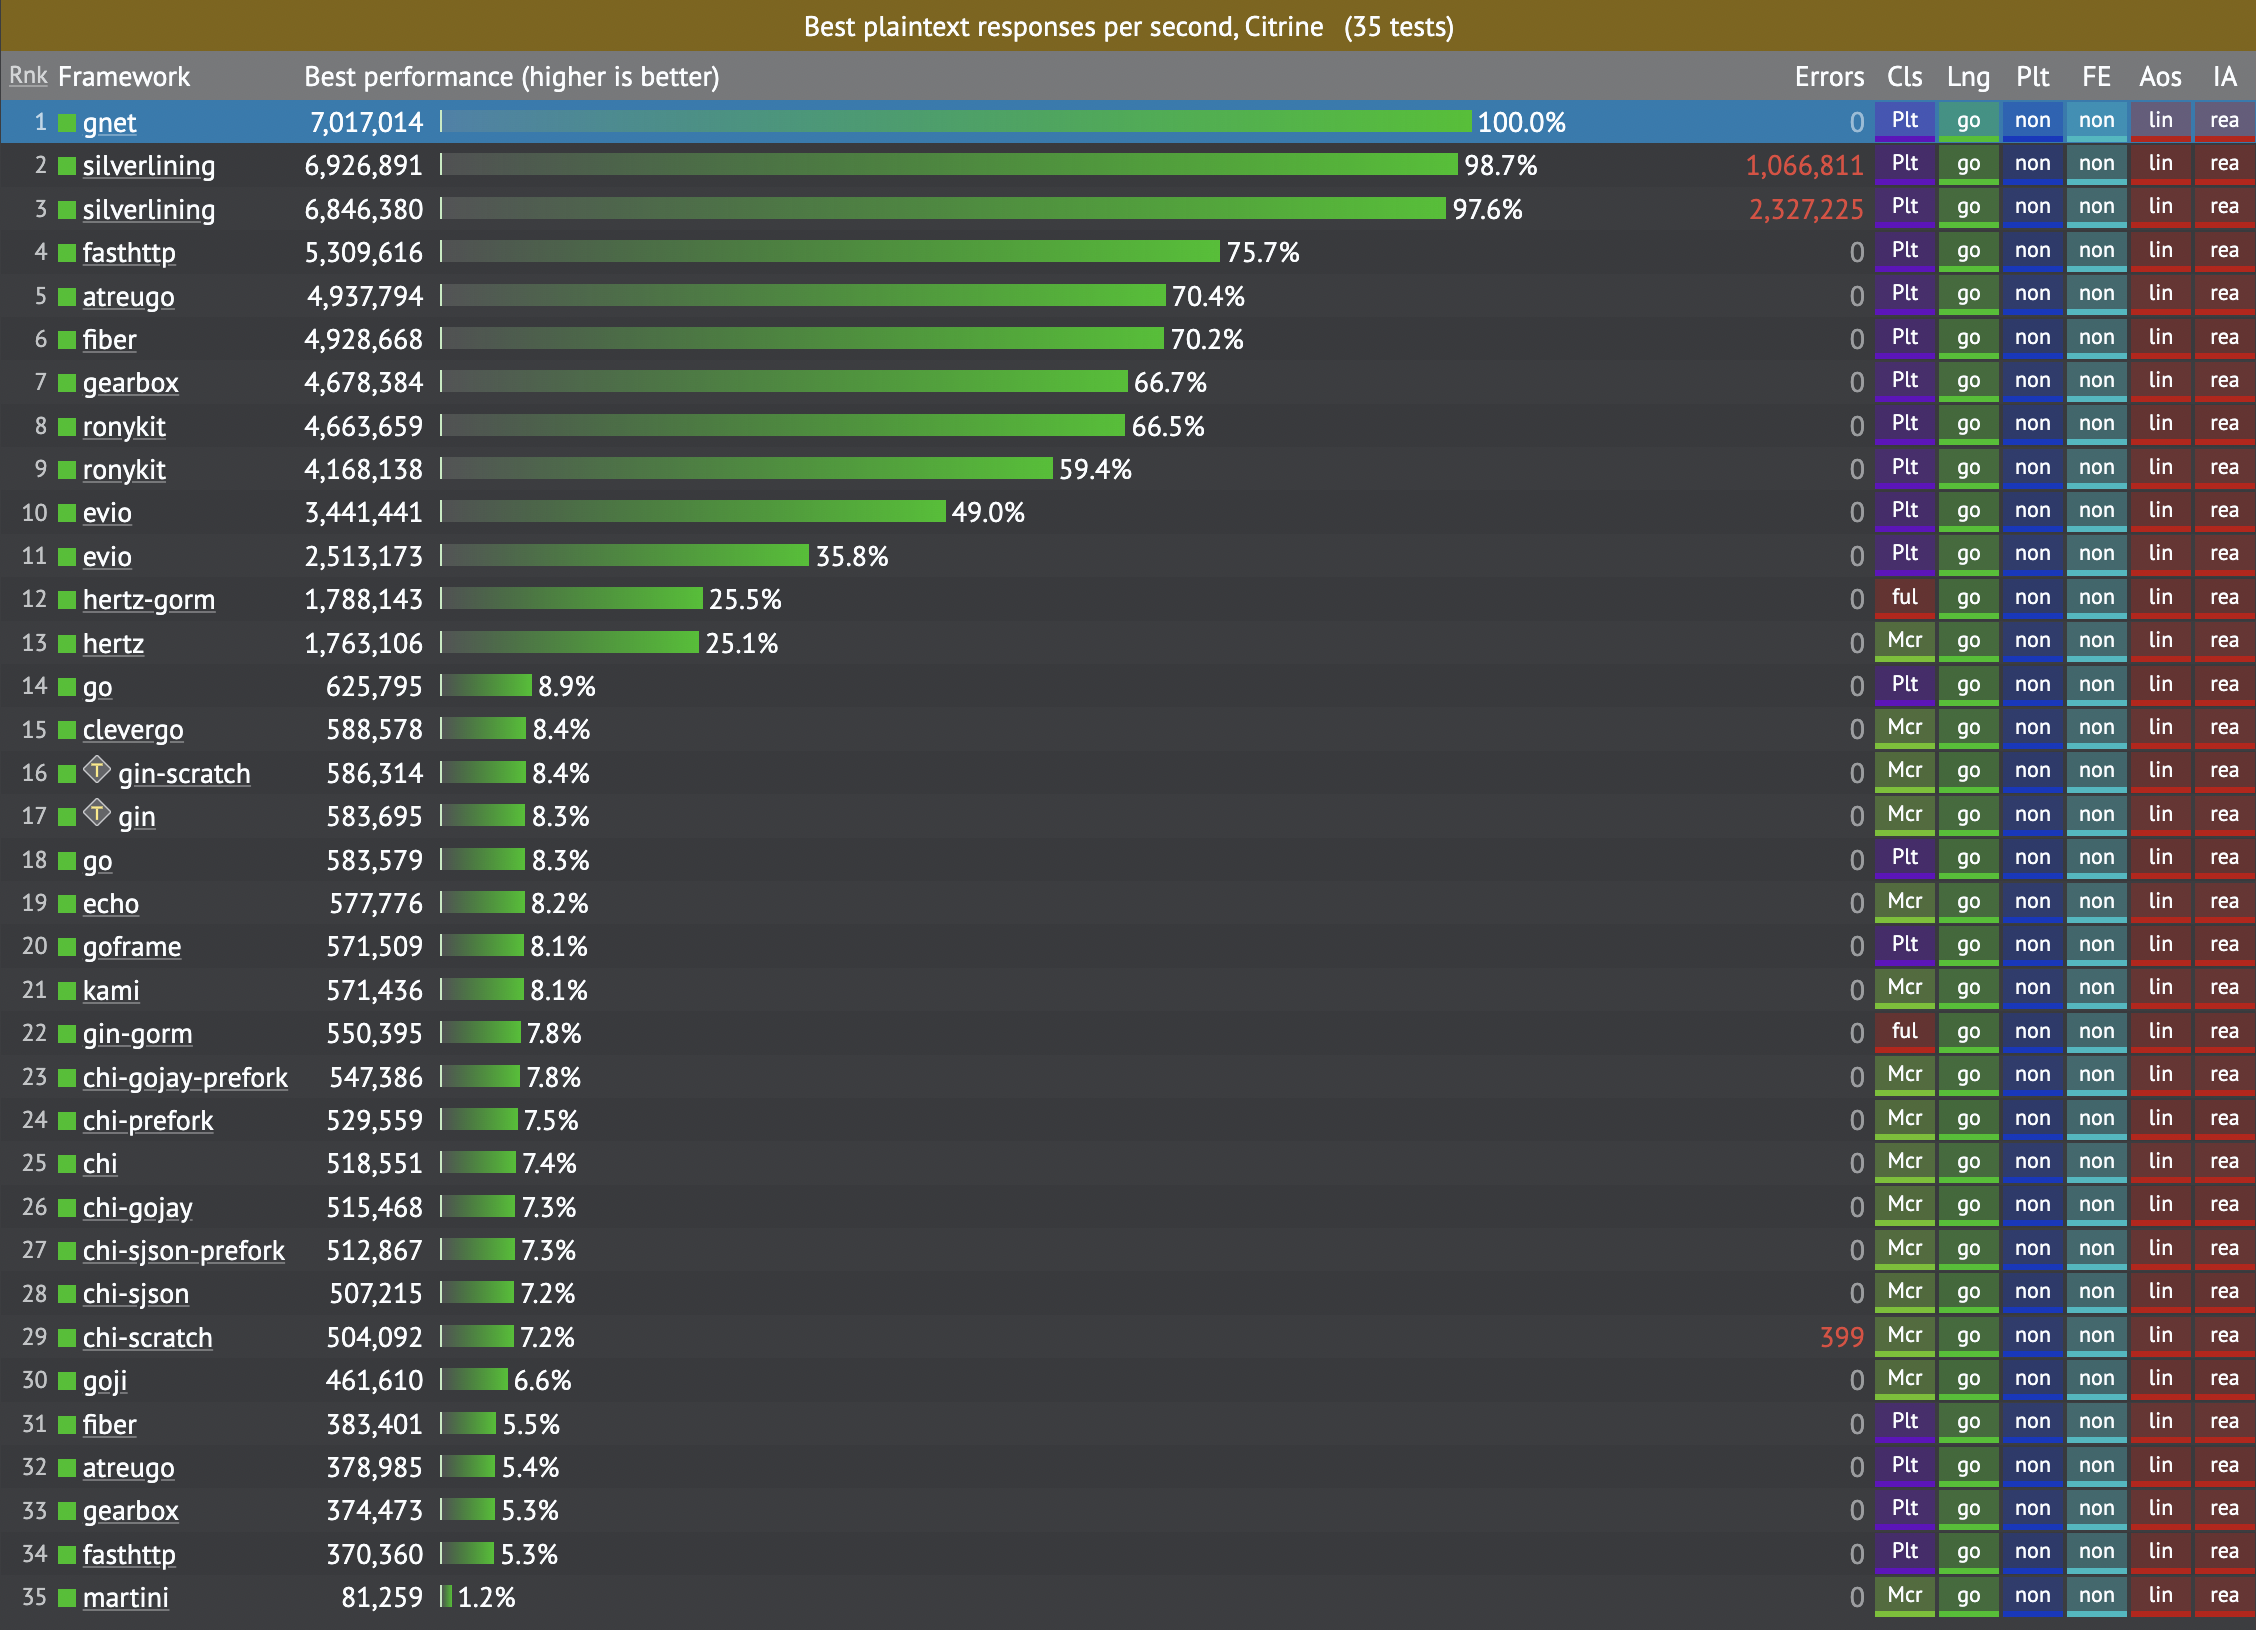 Best plaintext responses per second, Citrine (35 tests)
Rnk Framework Best performance (higher is better) Errors Cls Lng Plt FE Aos IA
1 gnet 7,017,014 100.0% 0 Plt go non non lin rea
2 silverlining 6,926,891 98.7% 1,066,811 Plt go non non lin rea
3 silverlining 6,846,380 97.6% 2,327,225 Plt go non non lin rea
4 fasthttp 5,309,616 75.7% 0 Plt go non non lin rea
5 atreugo 4,937,794 70.4% 0 Plt go non non lin rea
6 fiber 4,928,668 70.2% 0 Plt go non non lin rea
7 gearbox 4,678,384 66.7% 0 Plt go non non lin rea
8 ronykit 4,663,659 66.5% 0 Plt go non non lin rea
9 ronykit 4,168,138 59.4% 0 Plt go non non lin rea
10 evio 3,441,441 49.0% 0 Plt go non non lin rea
11 evio 2,513,173 35.8% 0 Plt go non non lin rea
12 hertz-gorm 1,788,143 25.5% 0 ful go non non lin rea
13 hertz 1,763,106 25.1% 0 Mcr go non non lin rea
14 go 625,795 8.9% 0 Plt go non non lin rea
15 clevergo 588,578 8.4% 0 Mcr go non non lin rea
16 T gin-scratch 586,314 8.4% 0 Mcr go non non lin rea
17 T gin 583,695 8.3% 0 Mcr go non non lin rea
18 go 583,579 8.3% 0 Plt go non non lin rea
19 echo 577,776 8.2% 0 Mcr go non non lin rea
20 goframe 571,509 8.1% 0 Plt go non non lin rea
21 kami 571,436 8.1% 0 Mcr go non non lin rea
22 gin-gorm 550,395 7.8% 0 ful go non non lin rea
23 chi-gojay-prefork 547,386 7.8% 0 Mcr go non non lin rea
24 chi-prefork 529,559 7.5% 0 Mcr go non non lin rea
25 chi 518,551 7.4% 0 Mcr go non non lin rea
26 chi-gojay 515,468 7.3% 0 Mcr go non non lin rea
27 chi-sjson-prefork 512,867 7.3% 0 Mcr go non non lin rea
28 chi-sjson 507,215 7.2% 0 Mcr go non non lin rea
29 chi-scratch 504,092 7.2% 399 Mcr go non non lin rea
30 goji 461,610 6.6% 0 Mcr go non non lin rea
31 fiber 383,401 5.5% 0 Plt go non non lin rea
32 atreugo 378,985 5.4% 0 Plt go non non lin rea
33 gearbox 374,473 5.3% 0 Plt go non non lin rea
34 fasthttp 370,360 5.3% 0 Plt go non non lin rea
35 martini 81,259 1.2% 0 Mcr go non non lin rea